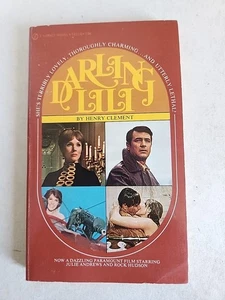 SHE'S TERRIBLY LOVELY, THOROUGHLY CHARMING... AND UTTERLY LETHAL!
DARLING
LILI
BY HENRY CLEMENT
NOW A DAZZLING PARAMOUNT FILM STARRING
JULIE ANDREWS AND ROCK HUDSON